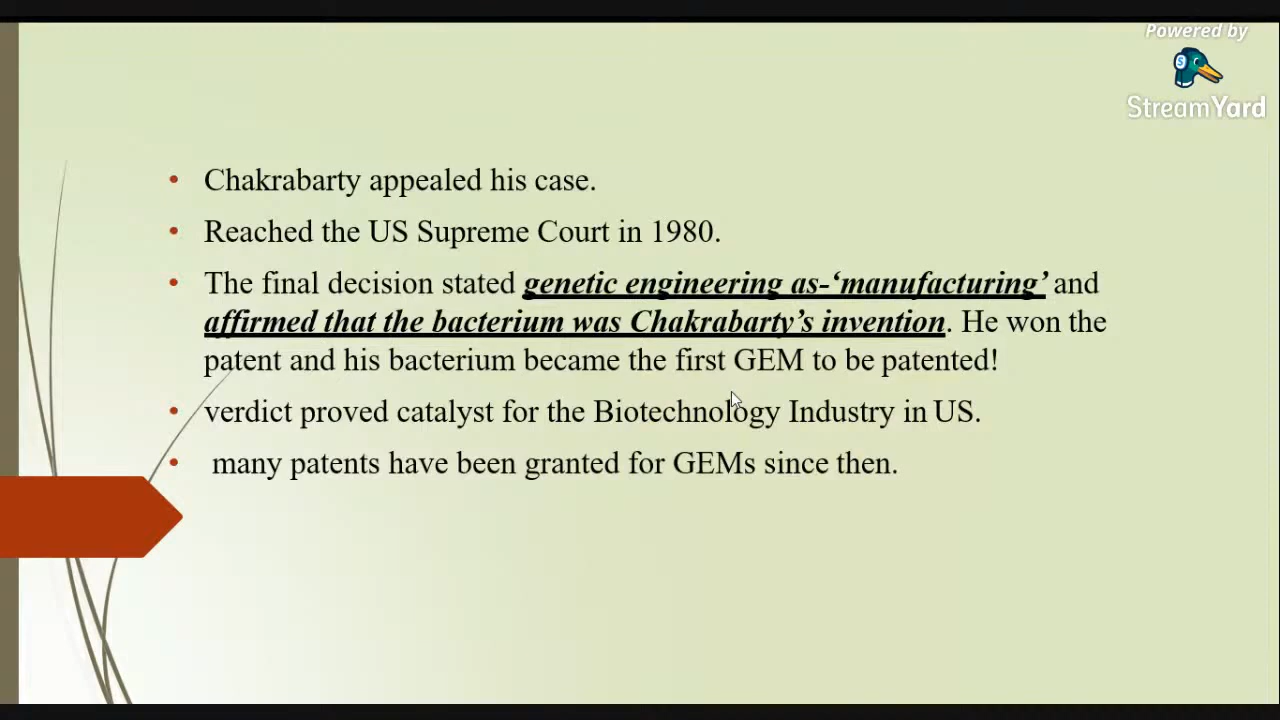 Powered by
StreamYard
• Chakrabarty appealed his case.
• Reached the US Supreme Court in 1980.
• The final decision stated genetic engineering as-‘manufacturing’ and
affirmed that the bacterium was Chakrabarty’s invention. He won the
patent and his bacterium became the first GEM to be patented!
• verdict proved catalyst for the Biotechnology Industry in US.
• many patents have been granted for GEMs since then.